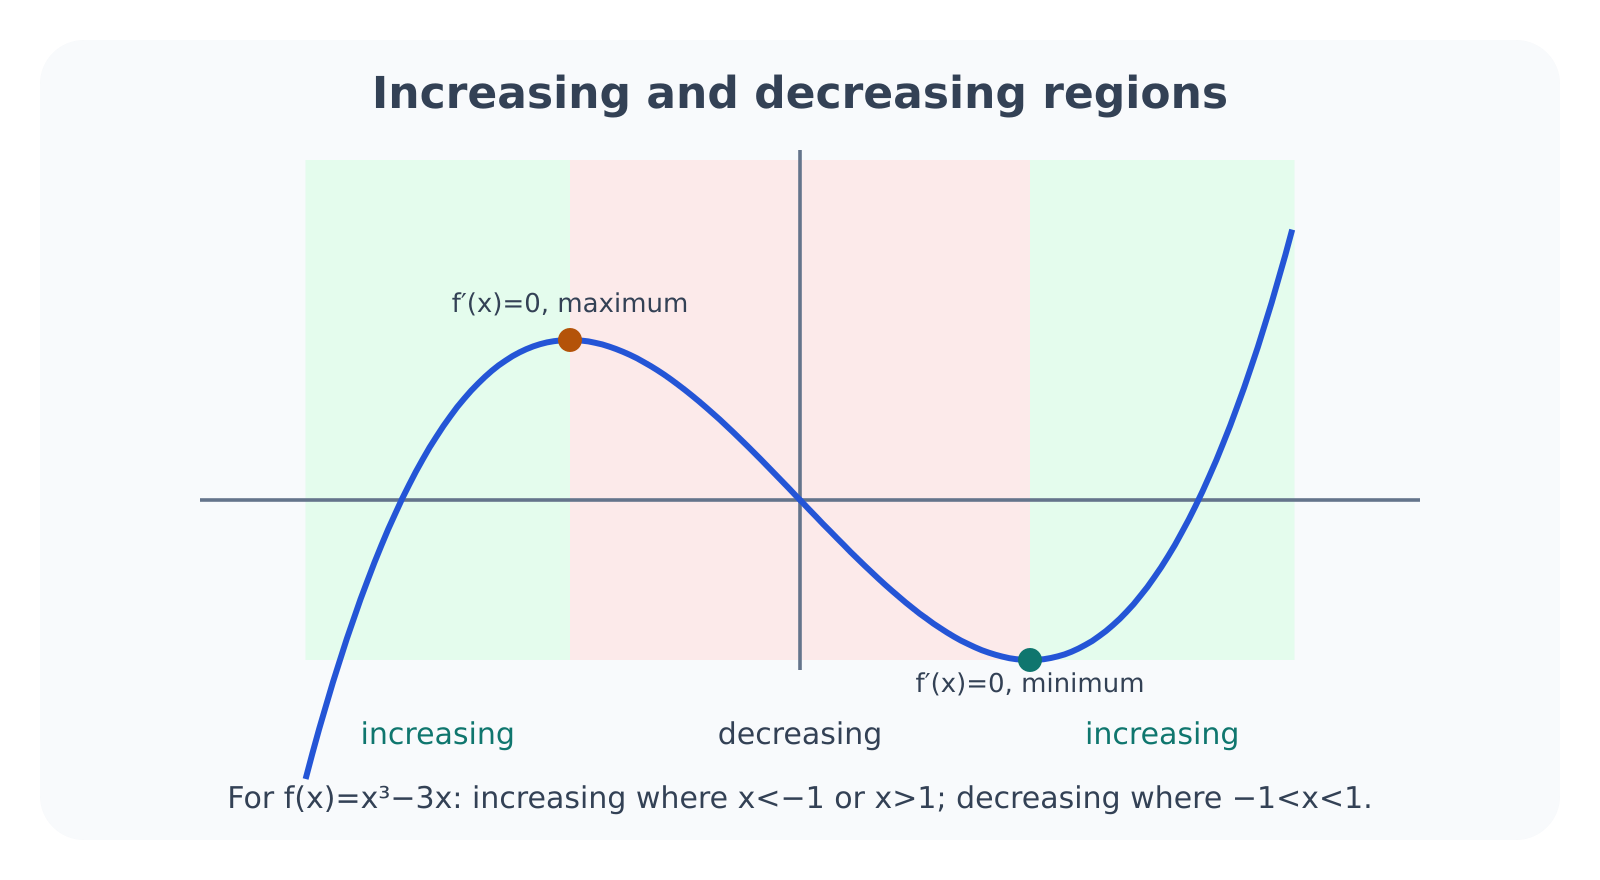 Increasing and decreasing regions
f′(x)=0, maximum
f′(x)=0, minimum
increasing
decreasing
increasing
For f(x)=x³−3x: increasing where x<−1 or x>1; decreasing where −1<x<1.